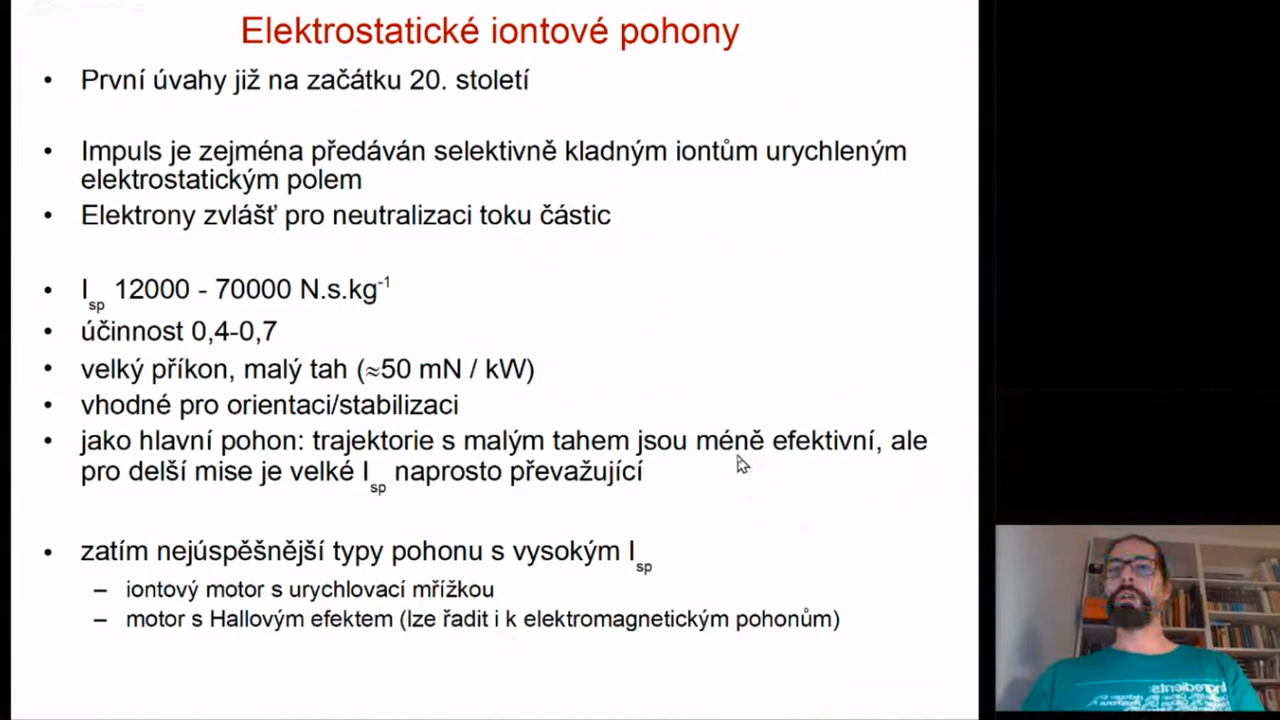 Elektrostatické iontové pohony
• První úvahy již na začátku 20. století
• Impuls je zejména předáván selektivně kladným iontům urychleným
elektrostatickým polem
• Elektrony zvlášť pro neutralizaci toku částic
• I_sp 12000 - 70000 N.s.kg⁻¹
• účinnost 0,4-0,7
• velký příkon, malý tah (≈50 mN / kW)
• vhodné pro orientaci/stabilizaci
• jako hlavní pohon: trajektorie s malým tahem jsou méně efektivní, ale
pro delší mise je velké I_sp naprosto převažující
• zatím nejúspěšnější typy pohonu s vysokým I_sp
– iontový motor s urychlovací mřížkou
– motor s Hallovým efektem (lze řadit i k elektromagnetickým pohonům)
Ingredients: